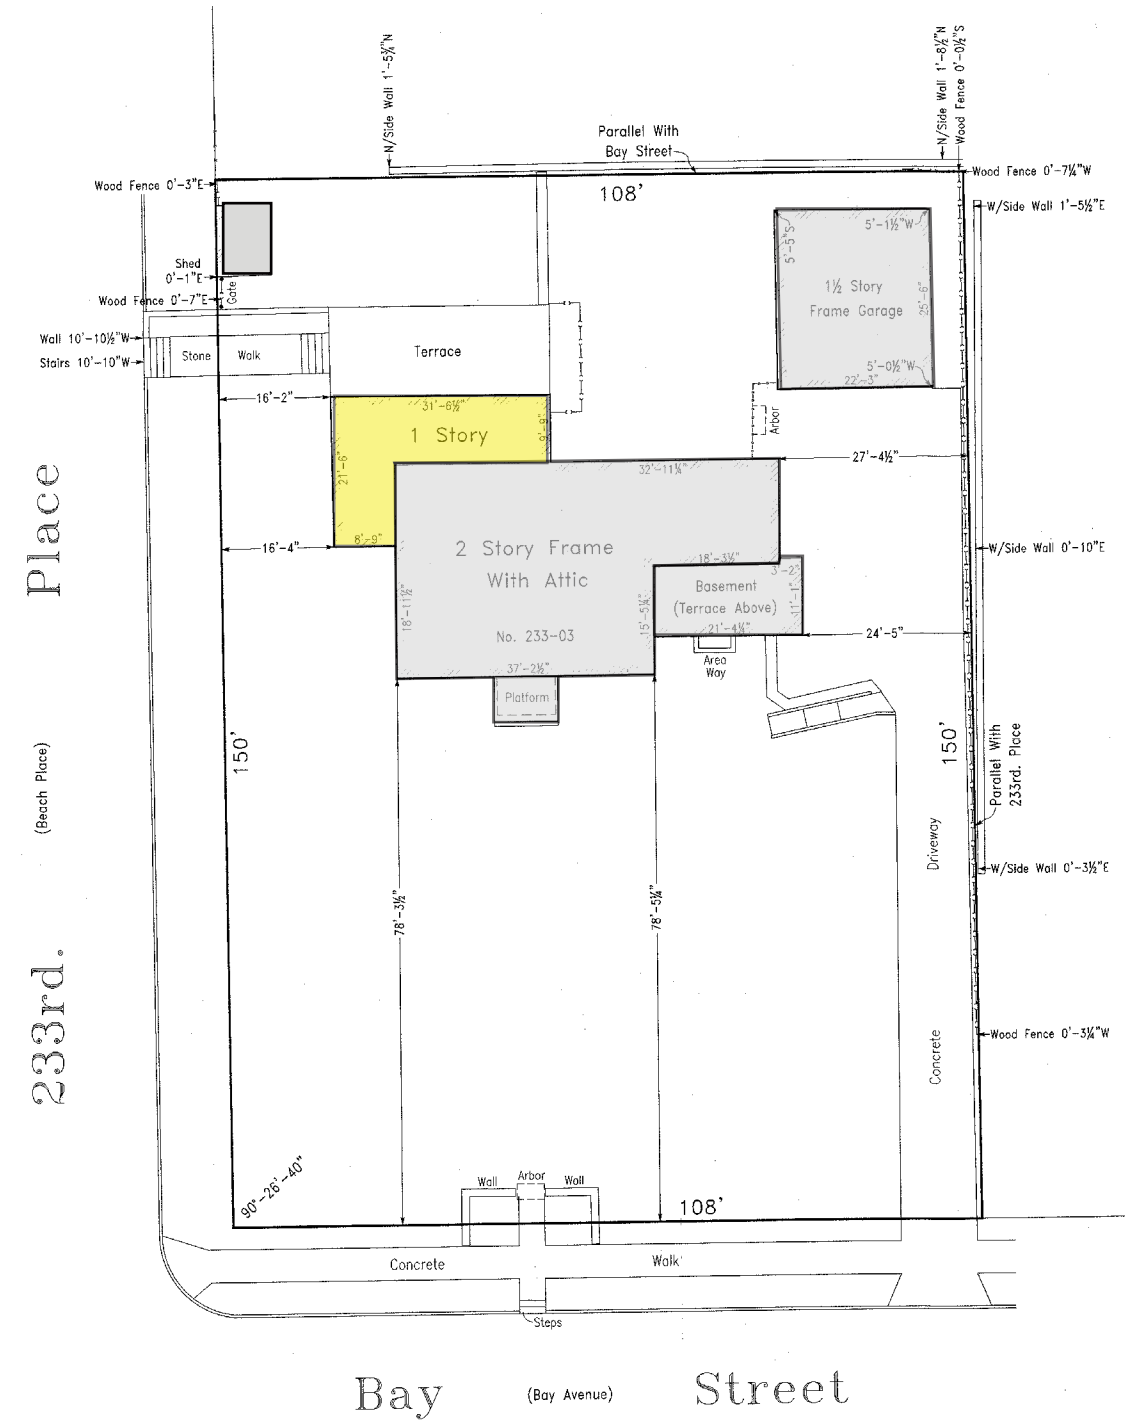 N/Side Wall 1'-5¾"N
N/Side Wall 1'-8½"N
Wood Fence 0'-0½"S
Parallel With
Bay Street
Wood Fence 0'-3"E
108'
Wood Fence 0'-7¼"W
W/Side Wall 1'-5½"E
5'-5"S
5'-1½"W
Shed
0'-1"E
Gate
Wood Fence 0'-7"E
1½ Story
Frame Garage
25'-6"
5'-0½"W
22'-3"
Wall 10'-10½"W
Stairs 10'-10"W
Stone Walk
Terrace
16'-2"
31'-6½"
1 Story
9'-9"
21'-6"
8'-9"
Arbor
32'-11¼"
27'-4½"
16'-4"
2 Story Frame
With Attic
No. 233-03
18'-11½"
37'-2½"
15'-5¼"
18'-3½"
3'-2"
Basement
(Terrace Above)
11'-1"
21'-4¼"
W/Side Wall 0'-10"E
24'-5"
Area
Way
Platform
150'
150'
Parallel With
233rd. Place
Driveway
Concrete
W/Side Wall 0'-3½"E
Wood Fence 0'-3¼"W
78'-3½"
78'-5¼"
233rd. Place
(Beach Place)
90°-26'-40"
Wall
Arbor
Wall
108'
Concrete Walk
Steps
Bay (Bay Avenue) Street